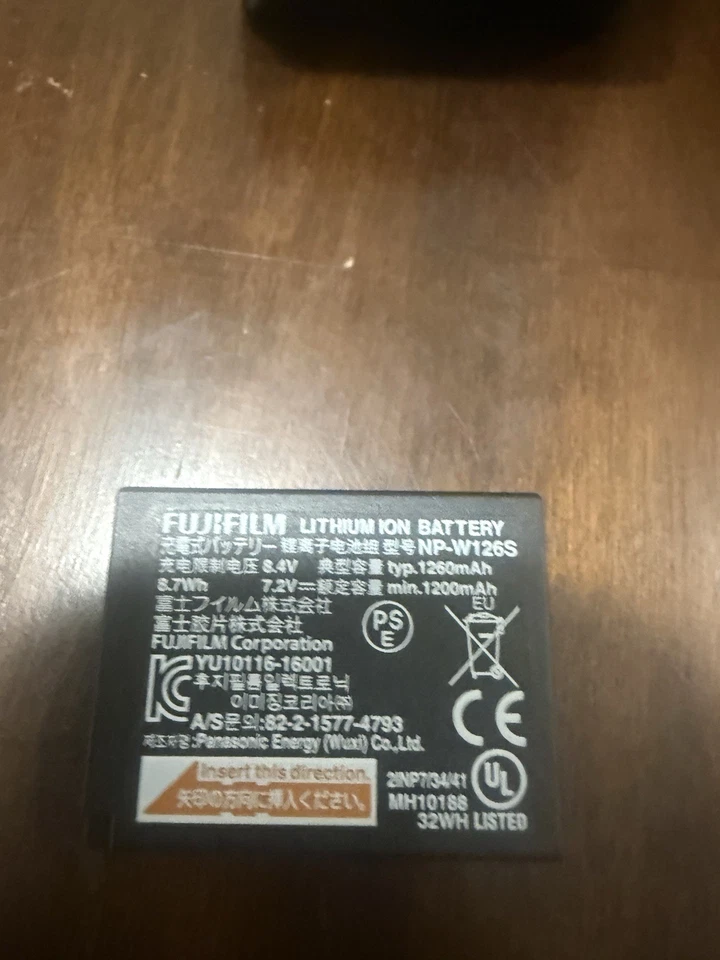 FUJIFILM LITHIUM ION BATTERY
充電式バッテリー 锂离子电池组 型号 NP-W126S
充电限制电压 8.4V 典型容量 typ.1260mAh
8.7Wh 7.2V⎓額定容量 min.1200mAh
富士フイルム株式会社
富士胶片株式会社
FUJIFILM Corporation
PS
E
EU
YU10116-16001
후지필름일렉트로닉
이미징코리아㈜
A/S문의:82-2-1577-4793
제조자명:Panasonic Energy (Wuxi) Co.,Ltd.
CE
Insert this direction.
矢印の方向に挿入ください。
2INP7/34/41
MH10188
UL
32WH LISTED